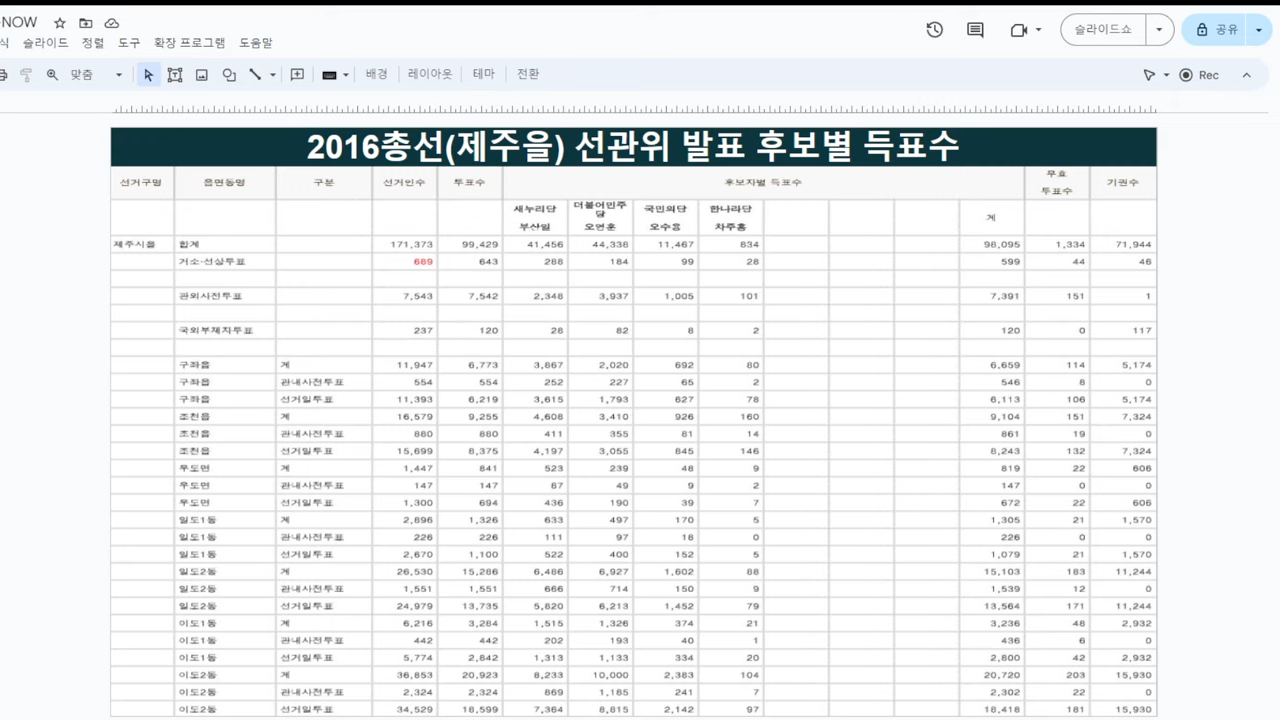 -NOW
식 슬라이드 정렬 도구 확장 프로그램 도움말
슬라이드쇼 공유
맞춤 배경 레이아웃 테마 전환 Rec
2016총선(제주을) 선관위 발표 후보별 득표수
선거구명 읍면동명 구분 선거인수 투표수 후보자별 득표수 무효 투표수 기권수
새누리당 부산일 더불어민주당 오연훈 국민의당 오수용 한나라당 차주홍 계
제주시을 합계 171,373 99,429 41,456 44,338 11,467 834 98,095 1,334 71,944
거소·선상투표 689 643 288 184 99 28 599 44 46
관외사전투표 7,543 7,542 2,348 3,937 1,005 101 7,391 151 1
국외부재자투표 237 120 28 82 8 2 120 0 117
구좌읍 계 11,947 6,773 3,867 2,020 692 80 6,659 114 5,174
구좌읍 관내사전투표 554 554 252 227 65 2 546 8 0
구좌읍 선거일투표 11,393 6,219 3,615 1,793 627 78 6,113 106 5,174
조천읍 계 16,579 9,255 4,608 3,410 926 160 9,104 151 7,324
조천읍 관내사전투표 880 880 411 355 81 14 861 19 0
조천읍 선거일투표 15,699 8,375 4,197 3,055 845 146 8,243 132 7,324
우도면 계 1,447 841 523 239 48 9 819 22 606
우도면 관내사전투표 147 147 87 49 9 2 147 0 0
우도면 선거일투표 1,300 694 436 190 39 7 672 22 606
일도1동 계 2,896 1,326 633 497 170 5 1,305 21 1,570
일도1동 관내사전투표 226 226 111 97 18 0 226 0 0
일도1동 선거일투표 2,670 1,100 522 400 152 5 1,079 21 1,570
일도2동 계 26,530 15,286 6,486 6,927 1,602 88 15,103 183 11,244
일도2동 관내사전투표 1,551 1,551 666 714 150 9 1,539 12 0
일도2동 선거일투표 24,979 13,735 5,820 6,213 1,452 79 13,564 171 11,244
이도1동 계 6,216 3,284 1,515 1,326 374 21 3,236 48 2,932
이도1동 관내사전투표 442 442 202 193 40 1 436 6 0
이도1동 선거일투표 5,774 2,842 1,313 1,133 334 20 2,800 42 2,932
이도2동 계 36,853 20,923 8,233 10,000 2,383 104 20,720 203 15,930
이도2동 관내사전투표 2,324 2,324 869 1,185 241 7 2,302 22 0
이도2동 선거일투표 34,529 18,599 7,364 8,815 2,142 97 18,418 181 15,930